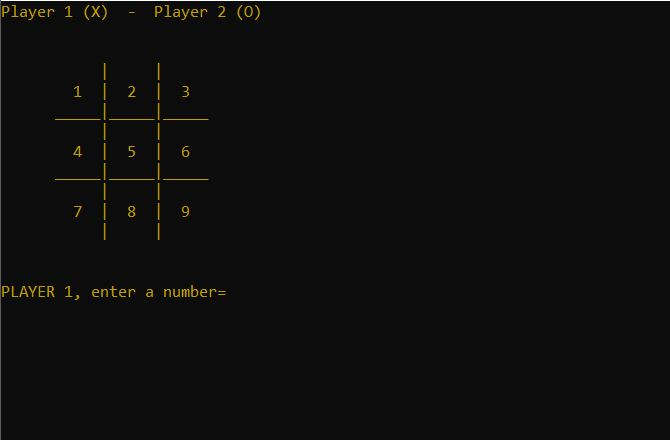 Player 1 (X)  -  Player 2 (O)
1 | 2 | 3
4 | 5 | 6
7 | 8 | 9
PLAYER 1, enter a number=